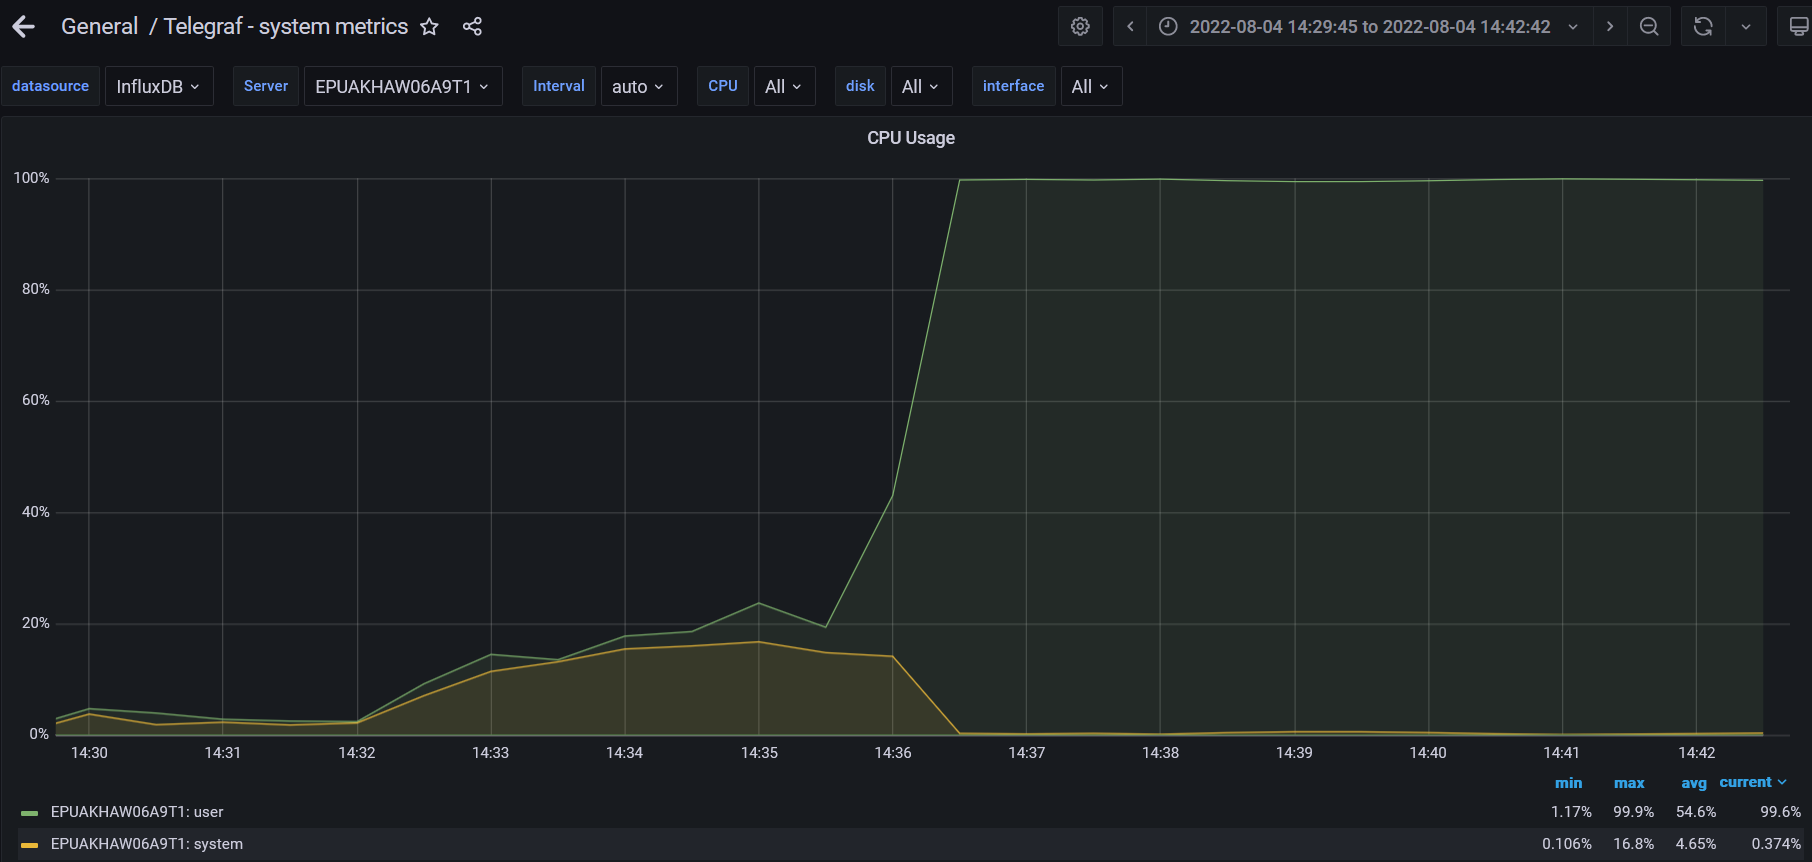 General / Telegraf - system metrics 2022-08-04 14:29:45 to 2022-08-04 14:42:42
datasource InfluxDB Server EPUAKHAW06A9T1 Interval auto CPU All disk All interface All
CPU Usage
100%
80%
60%
40%
20%
0%
14:30 14:31 14:32 14:33 14:34 14:35 14:36 14:37 14:38 14:39 14:40 14:41 14:42
min max avg current
EPUAKHAW06A9T1: user 1.17% 99.9% 54.6% 99.6%
EPUAKHAW06A9T1: system 0.106% 16.8% 4.65% 0.374%